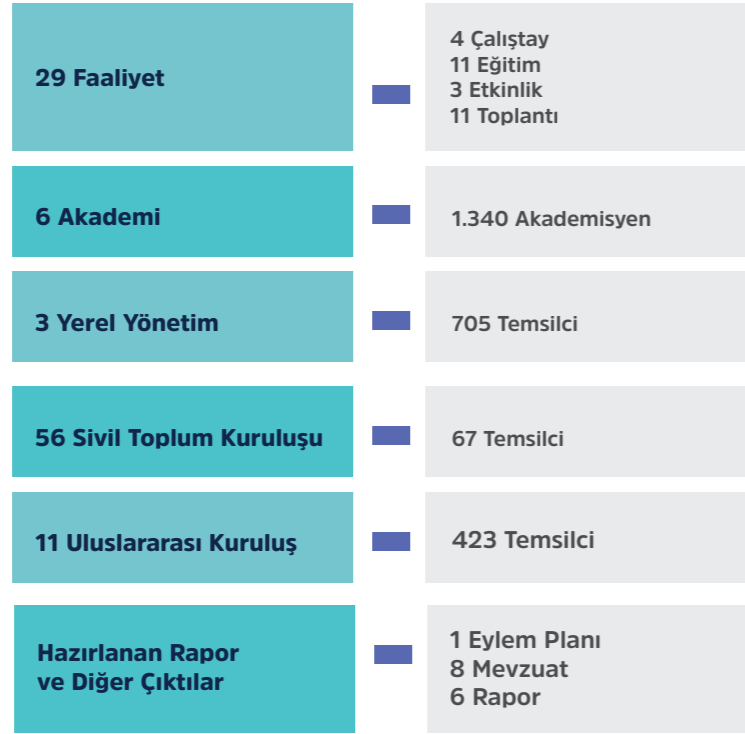 29 Faaliyet
4 Çalıştay
11 Eğitim
3 Etkinlik
11 Toplantı
6 Akademi
1.340 Akademisyen
3 Yerel Yönetim
705 Temsilci
56 Sivil Toplum Kuruluşu
67 Temsilci
11 Uluslararası Kuruluş
423 Temsilci
Hazırlanan Rapor
ve Diğer Çıktılar
1 Eylem Planı
8 Mevzuat
6 Rapor